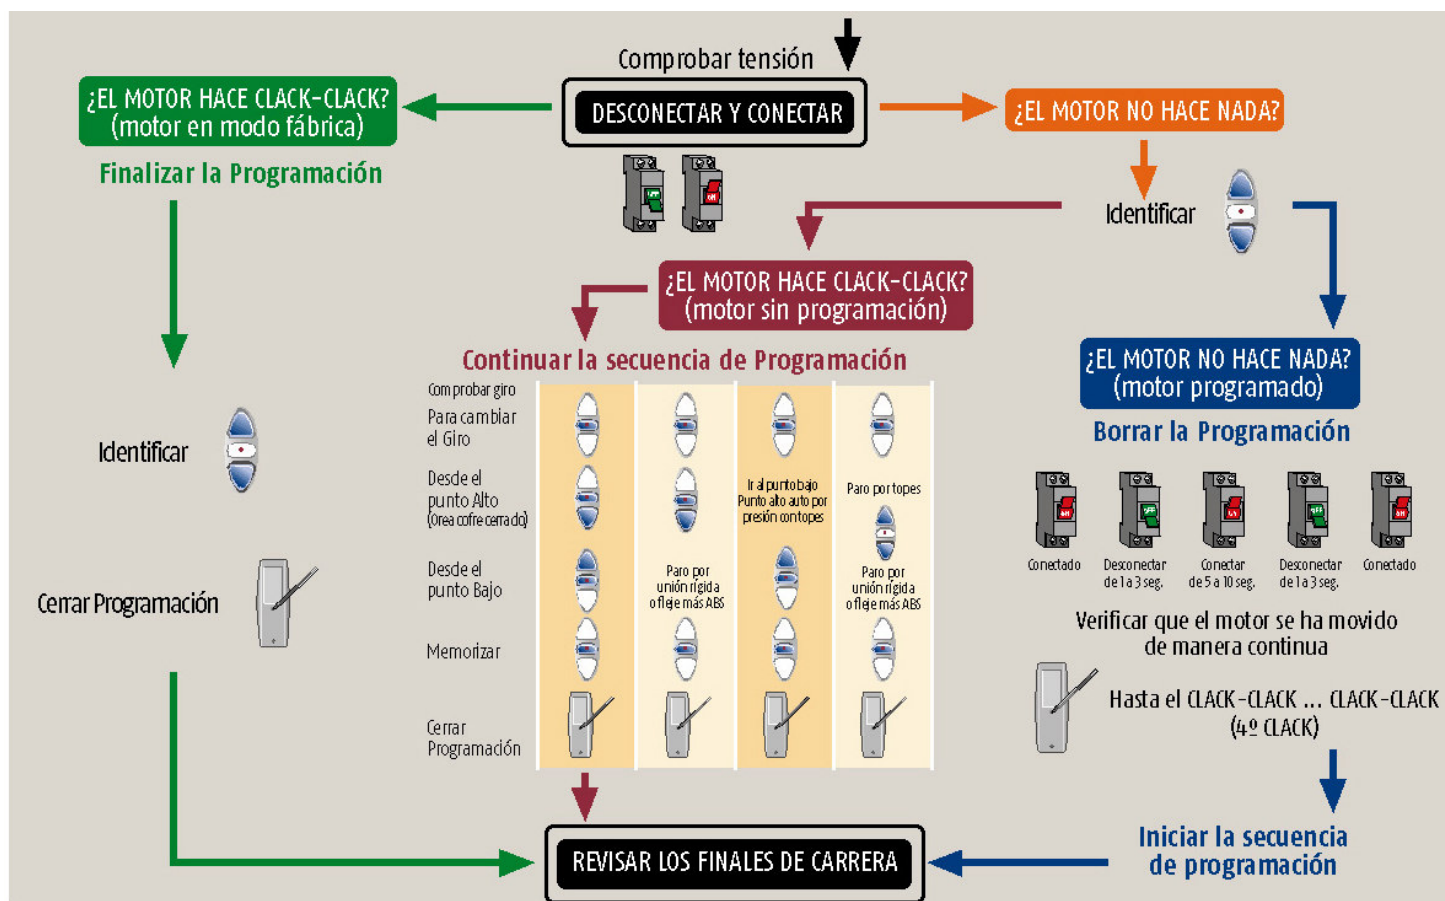 Comprobar tensión
DESCONECTAR Y CONECTAR
¿EL MOTOR HACE CLACK-CLACK?
(motor en modo fábrica)
Finalizar la Programación
Identificar
Cerrar Programación
¿EL MOTOR NO HACE NADA?
Identificar
OFF
ON
¿EL MOTOR HACE CLACK-CLACK?
(motor sin programación)
Continuar la secuencia de Programación
Comprobar giro
Para cambiar
el Giro
Desde el
punto Alto
(Orea cofre cerrado)
Ir al punto bajo
Punto alto auto por
presión con topes
Paro por topes
Desde el
punto Bajo
Paro por
unión rígida
o fleje más ABS
Paro por
unión rígida
o fleje más ABS
Memorizar
Cerrar
Programación
¿EL MOTOR NO HACE NADA?
(motor programado)
Borrar la Programación
ON
OFF
ON
OFF
ON
Conectado
Desconectar
de 1 a 3 seg.
Conectar
de 5 a 10 seg.
Desconectar
de 1 a 3 seg.
Conectado
Verificar que el motor se ha movido
de manera continua
Hasta el CLACK-CLACK ... CLACK-CLACK
(4º CLACK)
Iniciar la secuencia
de programación
REVISAR LOS FINALES DE CARRERA